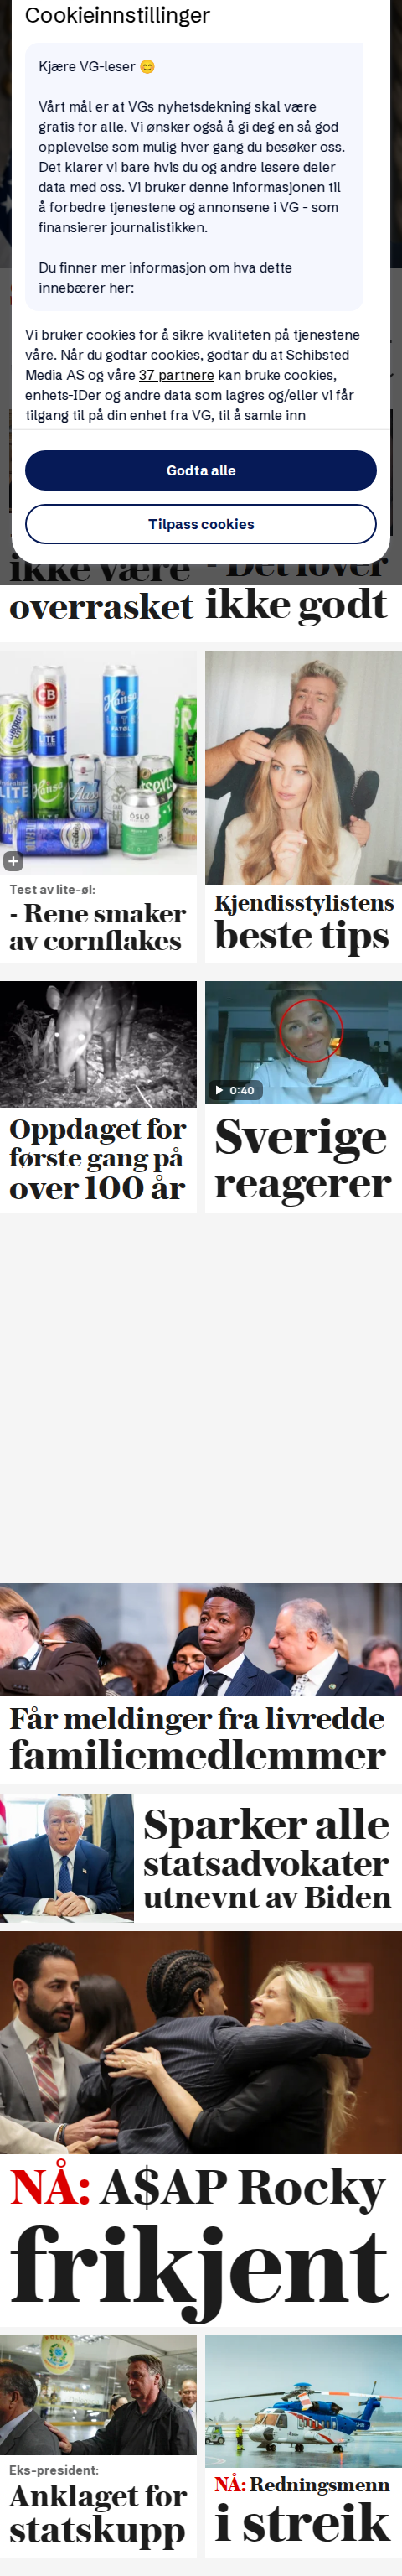 Cookieinnstillinger
Kjære VG-leser 😊
Vårt mål er at VGs nyhetsdekning skal være
gratis for alle. Vi ønsker også å gi deg en så god
opplevelse som mulig hver gang du besøker oss.
Det klarer vi bare hvis du og andre lesere deler
data med oss. Vi bruker denne informasjonen til
å forbedre tjenestene og annonsene i VG - som
finansierer journalistikken.
Du finner mer informasjon om hva dette
innebærer her:
Vi bruker cookies for å sikre kvaliteten på tjenestene
våre. Når du godtar cookies, godtar du at Schibsted
Media AS og våre 37 partnere kan bruke cookies,
enhets-IDer og andre data som lagres og/eller vi får
tilgang til på din enhet fra VG, til å samle inn
Godta alle
Tilpass cookies
ikke være
overrasket
- Det lover
ikke godt
Test av lite-øl:
- Rene smaker
av cornflakes
Kjendisstylistens
beste tips
Oppdaget for
første gang på
over 100 år
0:40
Sverige
reagerer
Får meldinger fra livredde
familiemedlemmer
Sparker alle
statsadvokater
utnevnt av Biden
NÅ: A$AP Rocky
frikjent
Eks-president:
Anklaget for
statskupp
NÅ: Redningsmenn
i streik